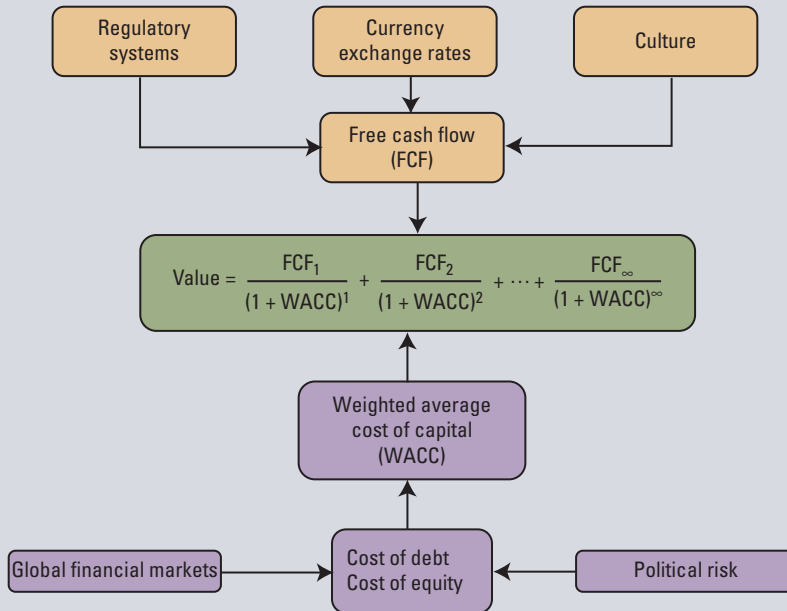 Regulatory
systems
Currency
exchange rates
Culture
Free cash flow
(FCF)
Value = FCF₁ / (1 + WACC)¹ + FCF₂ / (1 + WACC)² + ⋯ + FCF∞ / (1 + WACC)∞
Weighted average
cost of capital
(WACC)
Global financial markets
Cost of debt
Cost of equity
Political risk